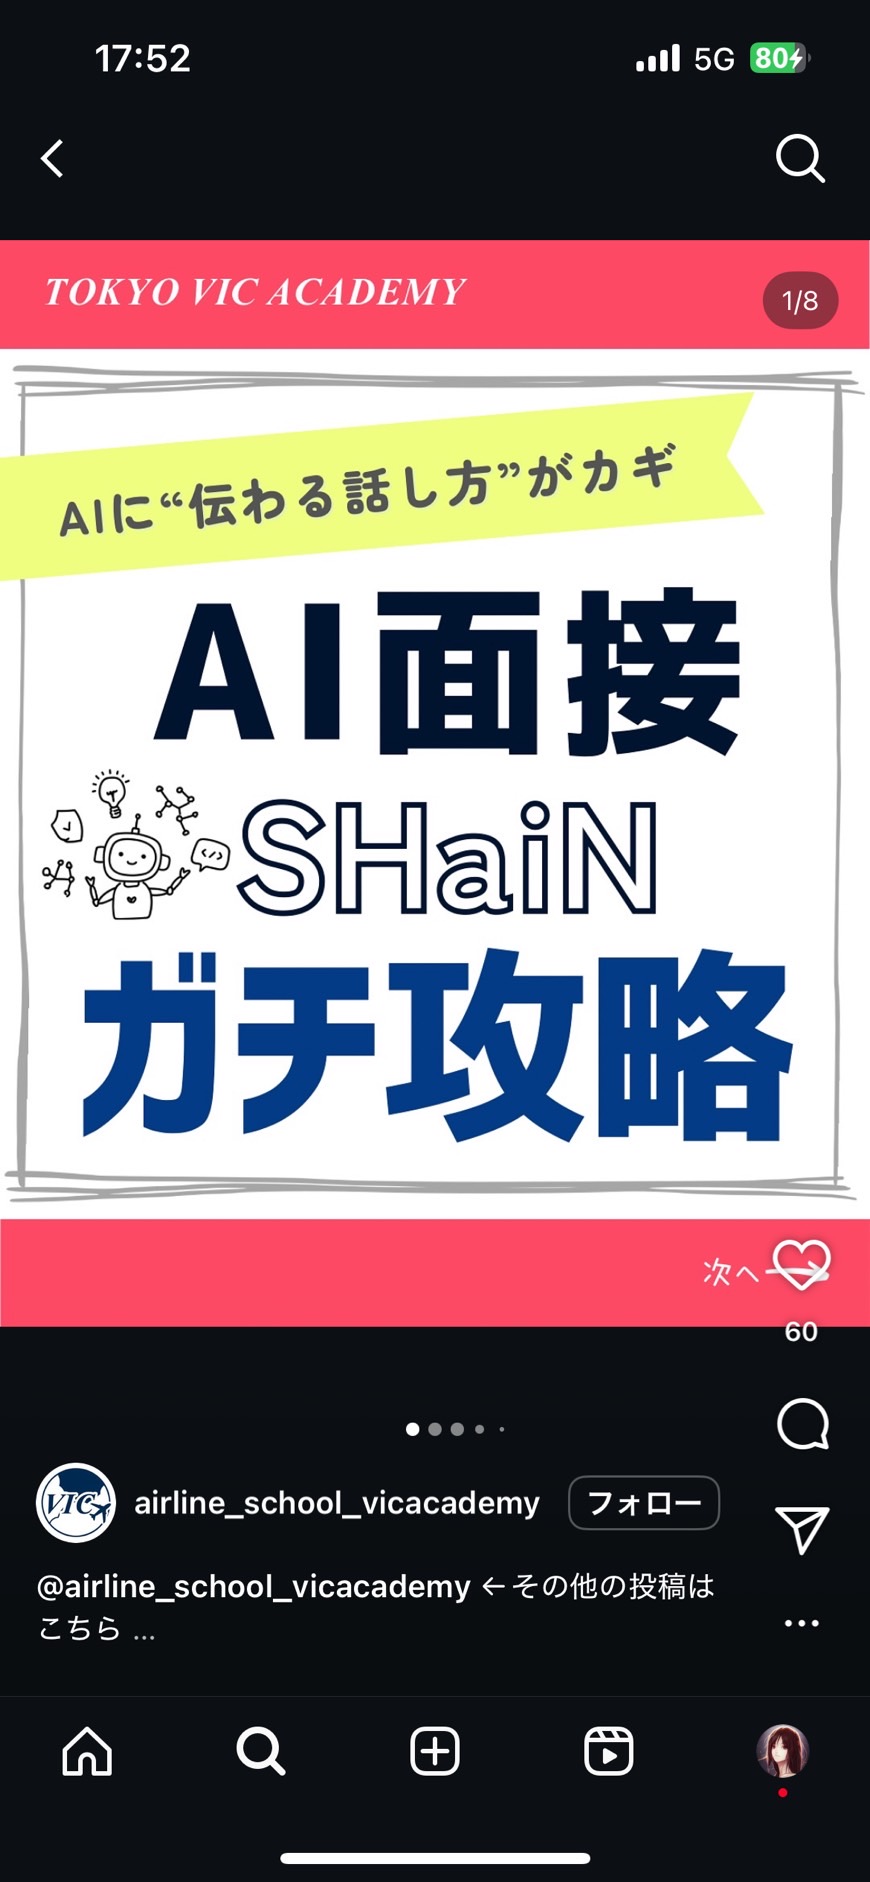 17:52
5G 80
TOKYO VIC ACADEMY
1/8
AIに“伝わる話し方”がカギ
AI面接
SHaiN
ガチ攻略
次へ
60
VIC
airline_school_vicacademy
フォロー
@airline_school_vicacademy ←その他の投稿は
こちら ...